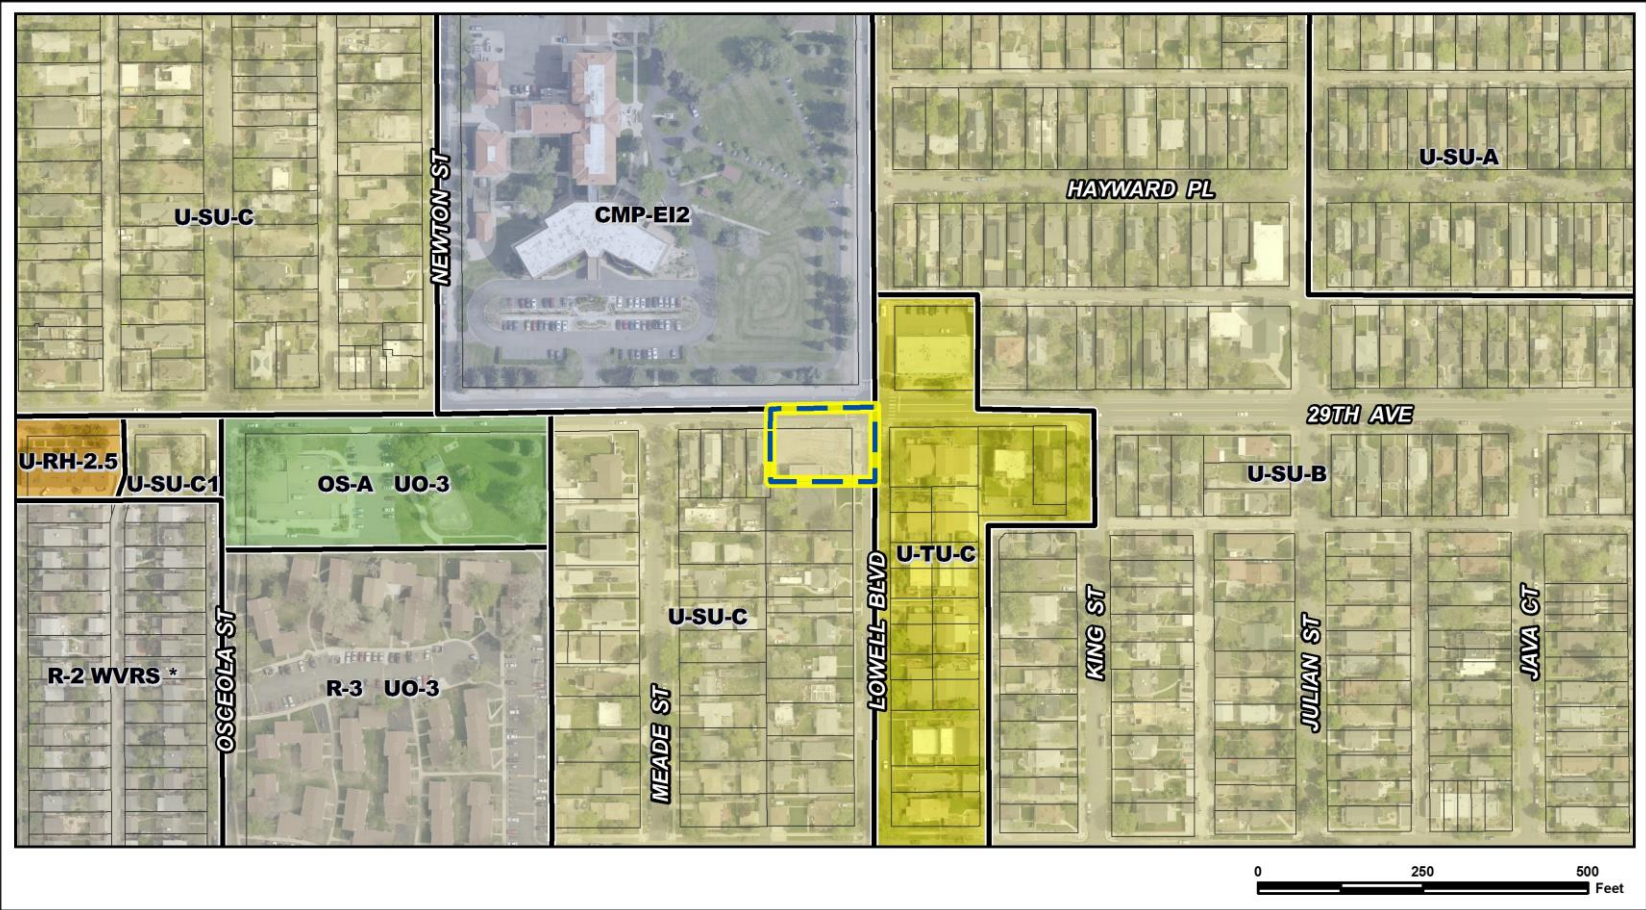 U-SU-A
HAYWARD PL
U-SU-C
NEWTON ST
CMP-EI2
29TH AVE
U-RH-2.5
U-SU-C1
OS-A UO-3
U-SU-B
U-TU-C
LOWELL BLVD
U-SU-C
KING ST
JULIAN ST
JAVA CT
OSCEOLA ST
R-2 WVRS *
R-3 UO-3
MEADE ST
0 250 500
Feet